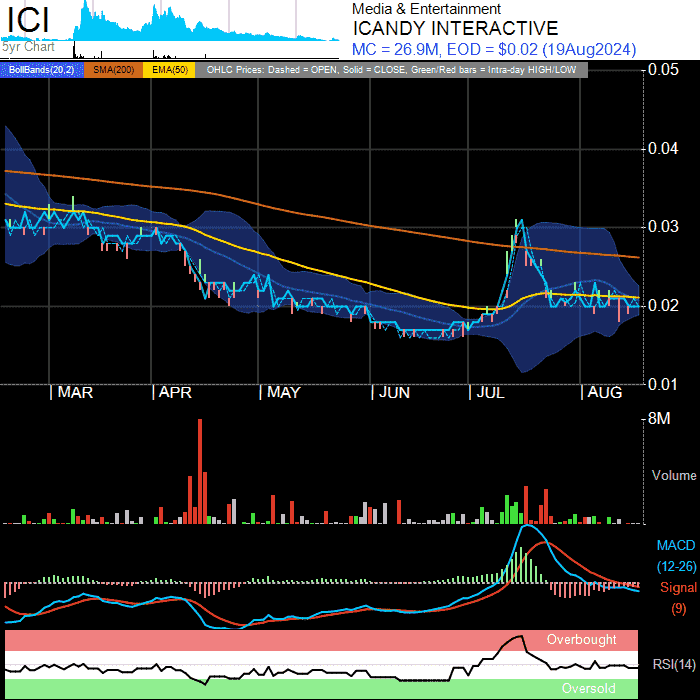 ICI
5yr Chart
Media & Entertainment
ICANDY INTERACTIVE
MC = 26.9M, EOD = $0.02 (19Aug2024)
BollBands(20,2) SMA(200) EMA(50) OHLC Prices: Dashed = OPEN, Solid = CLOSE, Green/Red bars = Intra-day HIGH/LOW
0.05
0.04
0.03
0.02
0.01
MAR APR MAY JUN JUL AUG
8M
Volume
MACD
(12-26)
Signal
(9)
Overbought
RSI(14)
Oversold